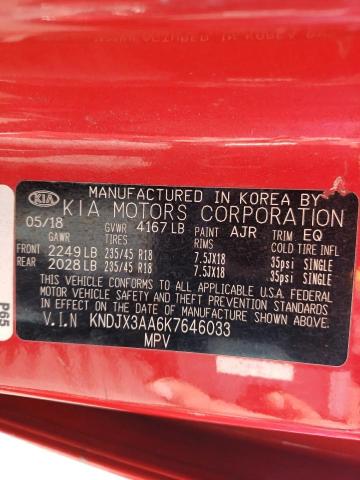 MANUFACTURED IN KOREA BY
KIA KIA MOTORS CORPORATION
05/18 GVWR 4167 LB PAINT AJR TRIM EQ
GAWR TIRES RIMS COLD TIRE INFL
FRONT 2249 LB 235/45 R18 7.5JX18 35psi SINGLE
REAR 2028 LB 235/45 R18 7.5JX18 35psi SINGLE
THIS VEHICLE CONFORMS TO ALL APPLICABLE U.S.A. FEDERAL
MOTOR VEHICLE SAFETY AND THEFT PREVENTION STANDARDS
IN EFFECT ON THE DATE OF MANUFACTURE SHOWN ABOVE.
V.I.N KNDJX3AA6K7646033
MPV
P65